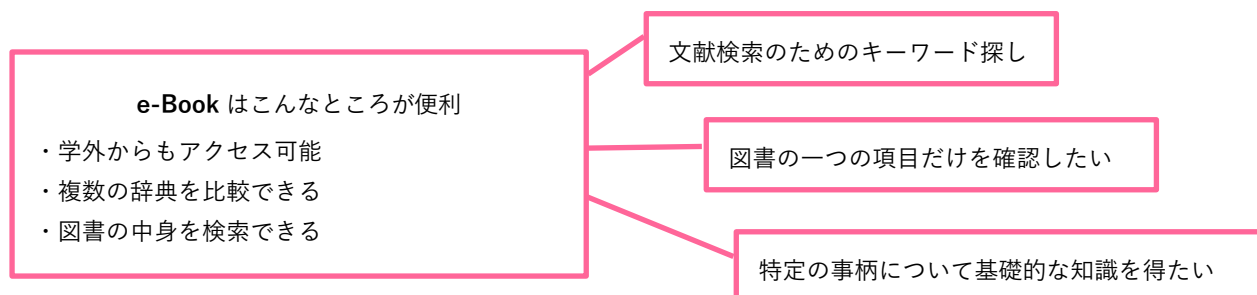 e-Book はこんなところが便利
・学外からもアクセス可能
・複数の辞典を比較できる
・図書の中身を検索できる
文献検索のためのキーワード探し
図書の一つの項目だけを確認したい
特定の事柄について基礎的な知識を得たい